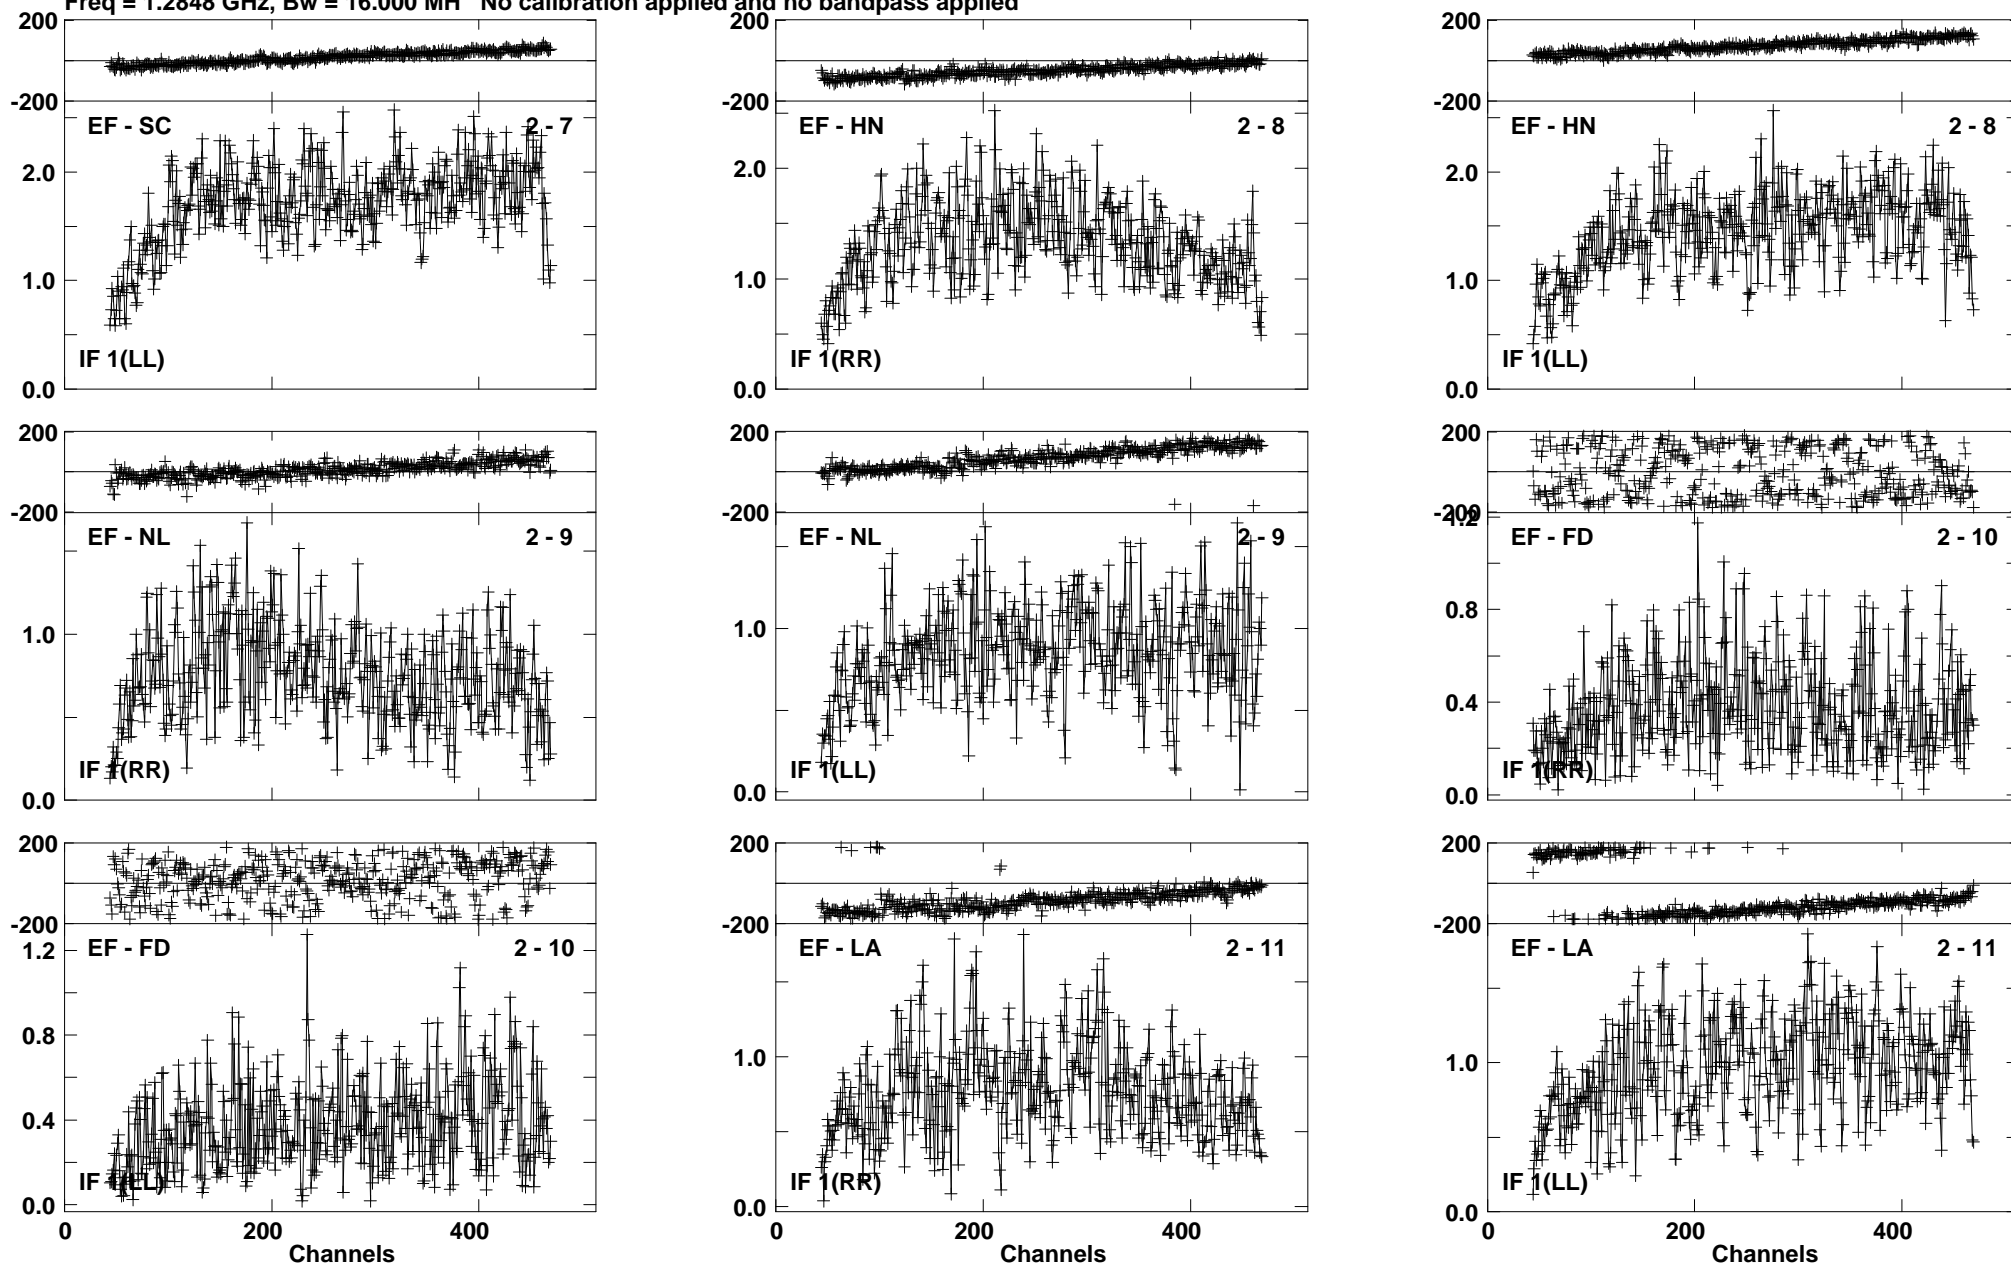 Freq = 1.2848 GHz, Bw = 16.000 MH No calibration applied and no bandpass applied
200 200 200
-200 -200 -200
EF - SC 2 - 7 EF - HN 2 - 8 EF - HN 2 - 8
2.0 2.0 2.0
1.0 1.0 1.0
IF 1(LL) IF 1(RR) IF 1(LL)
0.0 0.0 0.0
200 200 200
-200 -200 -200
1.2
EF - NL 2 - 9 EF - NL 2 - 9 EF - FD 2 - 10
0.8
1.0 1.0
0.4
IF 1(RR) IF 1(LL) IF 1(RR)
0.0 0.0 0.0
200 200 200
-200 -200 -200
EF - FD 2 - 10 EF - LA 2 - 11 EF - LA 2 - 11
1.2
0.8
1.0 1.0
0.4
IF 1(LL) IF 1(RR) IF 1(LL)
0.0 0.0 0.0
0 200 400 0 200 400 0 200 400
Channels Channels Channels